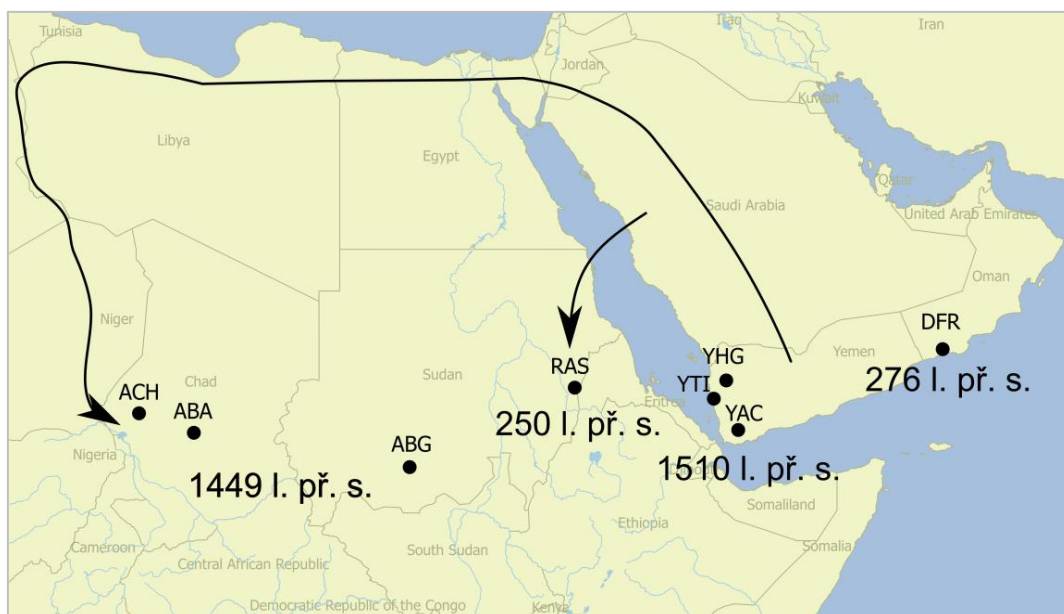 Tunisia
Iraq
Iran
Jordan
Kuwait
Libya
Egypt
Qatar
Saudi Arabia
United Arab Emirates
Oman
Niger
DFR
YHG
Yemen
RAS
Sudan
276 l. př. s.
ACH
Chad
YTI
Eritrea
ABA
250 l. př. s.
YAC
ABG
Nigeria
1510 l. př. s.
1449 l. př. s.
Somaliland
Ethiopia
Cameroon
South Sudan
Somalia
Central African Republic
Democratic Republic of the Congo
Kenya